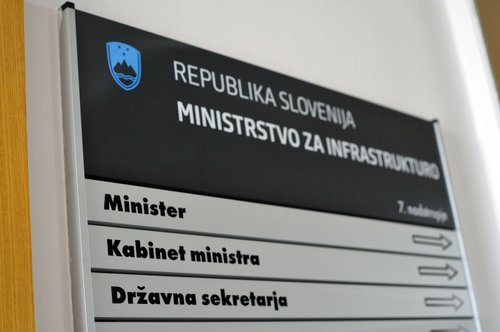 REPUBLIKA SLOVENIJA
MINISTRSTVO ZA INFRASTRUKTURO
7. nadstropje
Minister
Kabinet ministra
Državna sekretarja